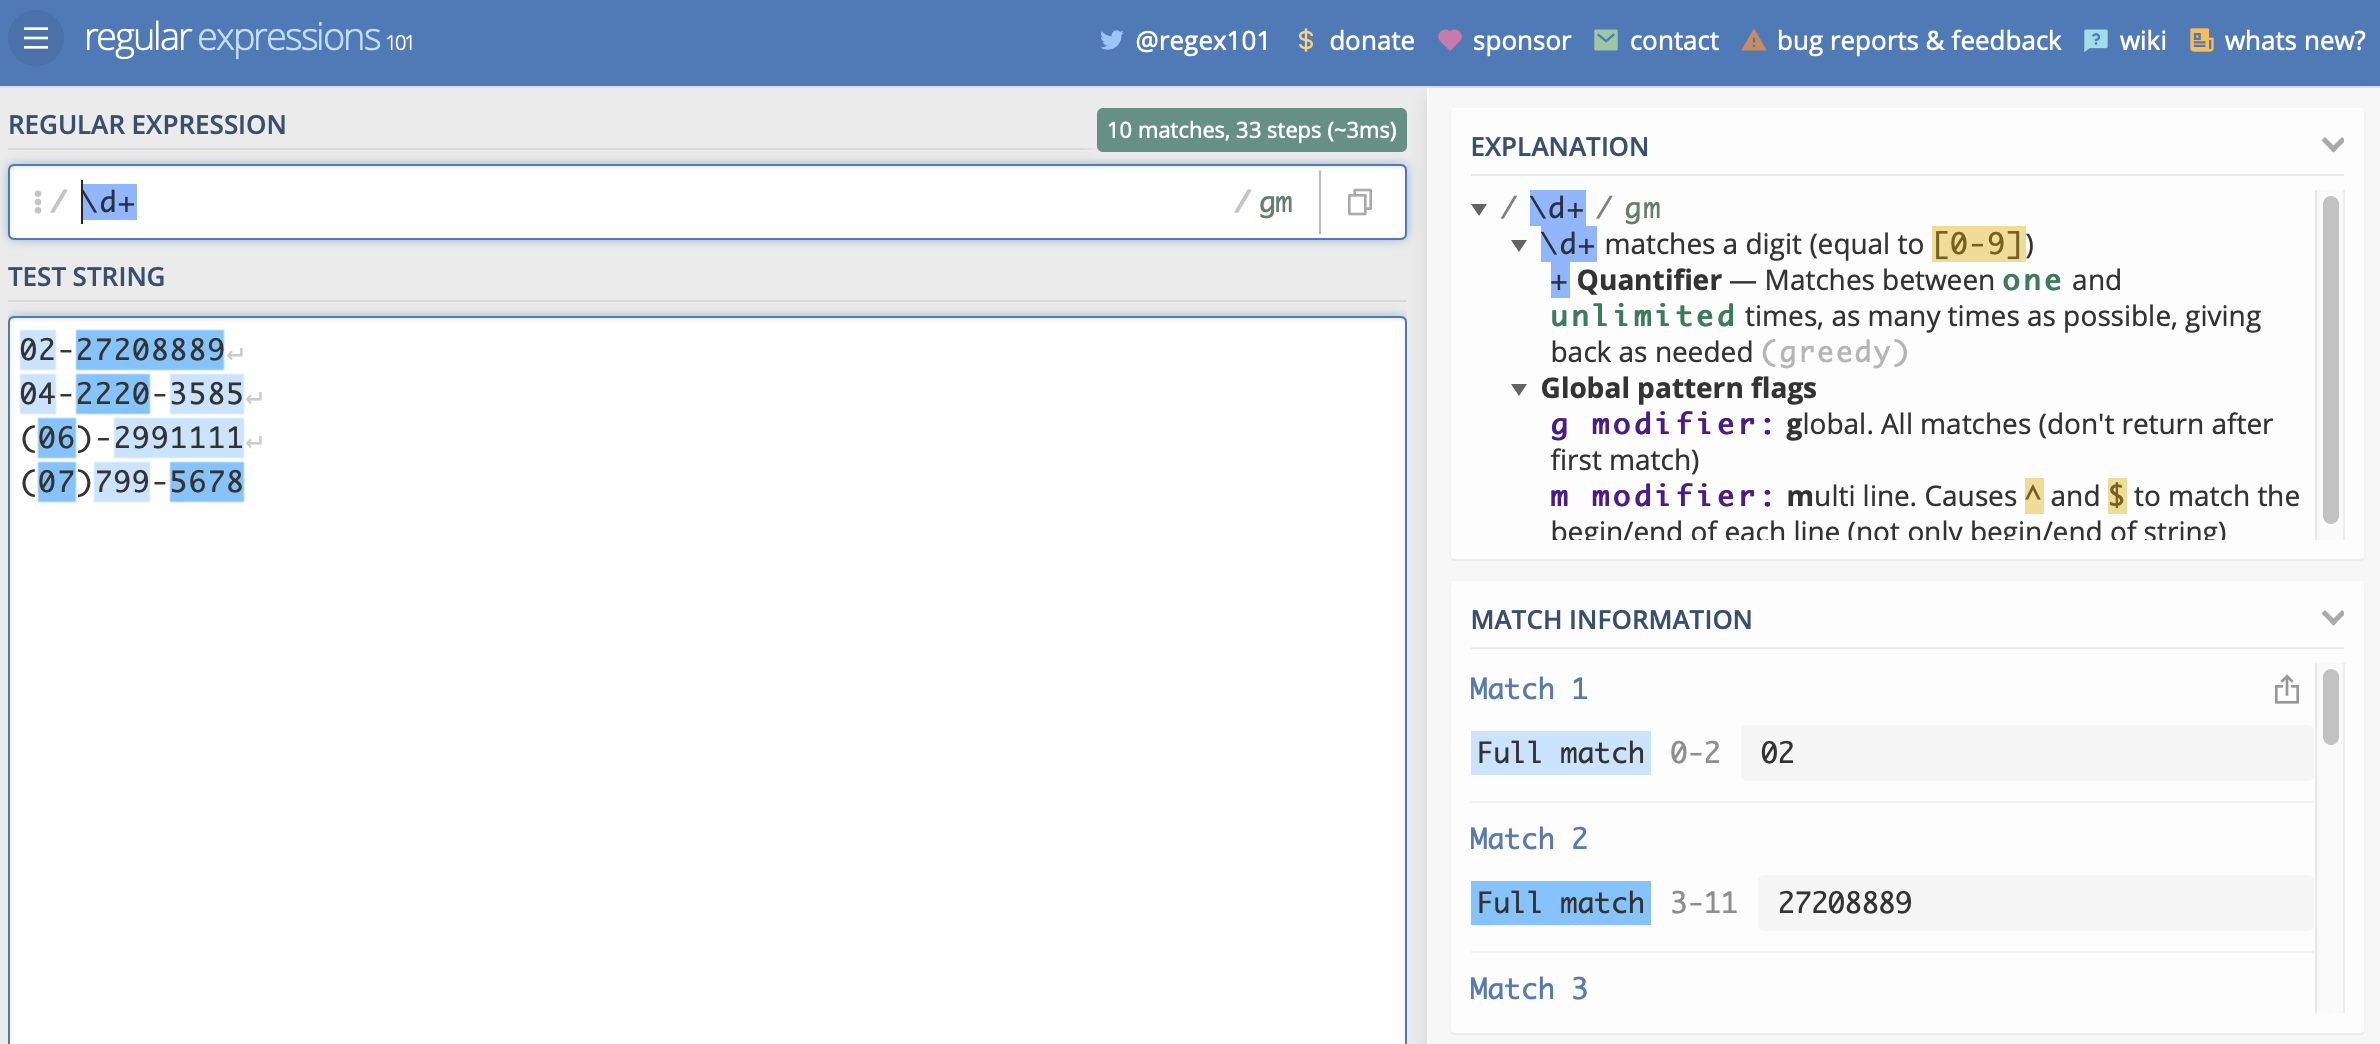 regular expressions 101
@regex101 $ donate sponsor contact bug reports & feedback ? wiki whats new?
REGULAR EXPRESSION
10 matches, 33 steps (~3ms)
/ \d+ / gm
TEST STRING
02-27208889
04-2220-3585
(06)-2991111
(07)799-5678
EXPLANATION
/ \d+ / gm
\d+ matches a digit (equal to [0-9])
+ Quantifier — Matches between one and
unlimited times, as many times as possible, giving
back as needed (greedy)
Global pattern flags
g modifier: global. All matches (don't return after
first match)
m modifier: multi line. Causes ^ and $ to match the
begin/end of each line (not only begin/end of string)
MATCH INFORMATION
Match 1
Full match 0-2 02
Match 2
Full match 3-11 27208889
Match 3